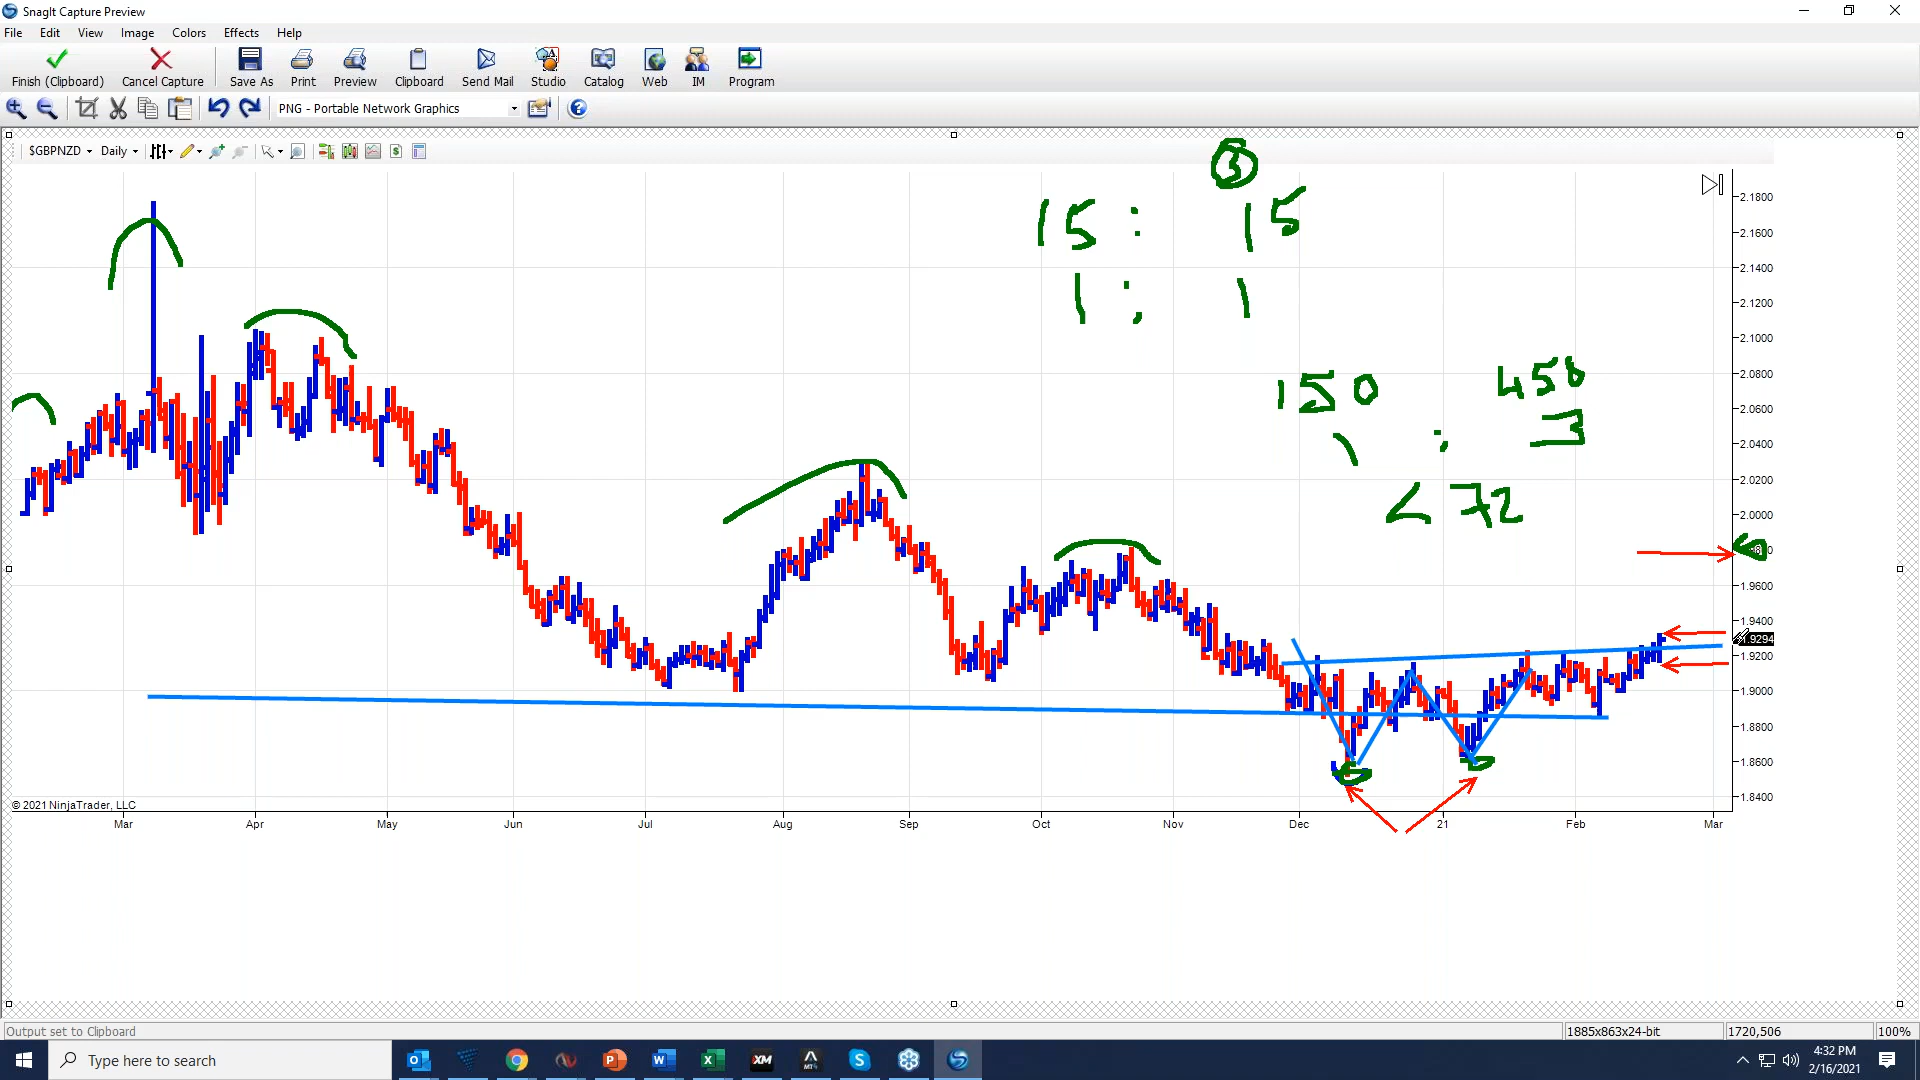 SnagIt Capture Preview
File Edit View Image Colors Effects Help
Finish (Clipboard) Cancel Capture Save As Print Preview Clipboard Send Mail Studio Catalog Web IM Program
PNG - Portable Network Graphics
$GBPNZD Daily
3
15 : 15
1 : 1
150 450
1 : 3
< 72
2.1800
2.1600
2.1400
2.1200
2.1000
2.0800
2.0600
2.0400
2.0200
2.0000
1.9600
1.9400
1.9294
1.9200
1.9000
1.8800
1.8600
1.8400
© 2021 NinjaTrader, LLC
Mar Apr May Jun Jul Aug Sep Oct Nov Dec 21 Feb Mar
Output set to Clipboard 1885x863x24-bit 1720,506 100%
Type here to search
XM
MT4
4:32 PM
2/16/2021